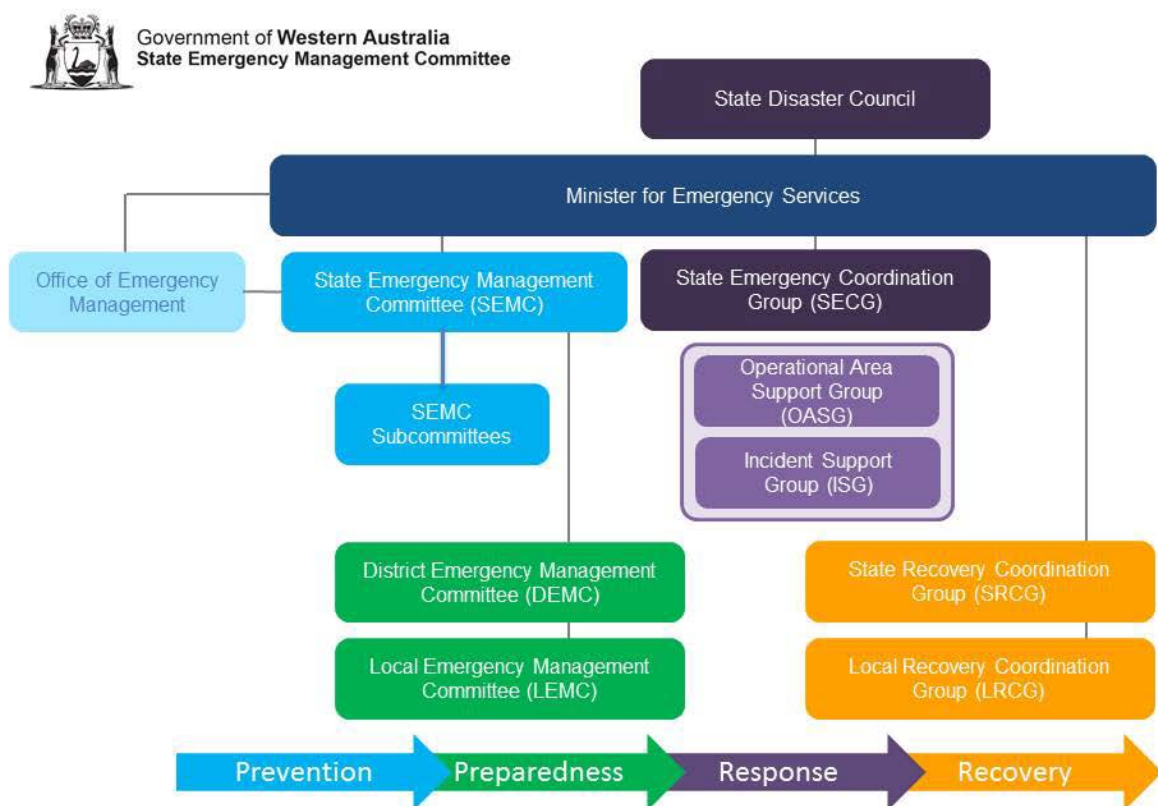 Government of Western Australia
State Emergency Management Committee
State Disaster Council
Minister for Emergency Services
Office of Emergency
Management
State Emergency Management
Committee (SEMC)
State Emergency Coordination
Group (SECG)
SEMC
Subcommittees
Operational Area
Support Group
(OASG)
Incident Support
Group (ISG)
District Emergency Management
Committee (DEMC)
State Recovery Coordination
Group (SRCG)
Local Emergency Management
Committee (LEMC)
Local Recovery Coordination
Group (LRCG)
Prevention
Preparedness
Response
Recovery